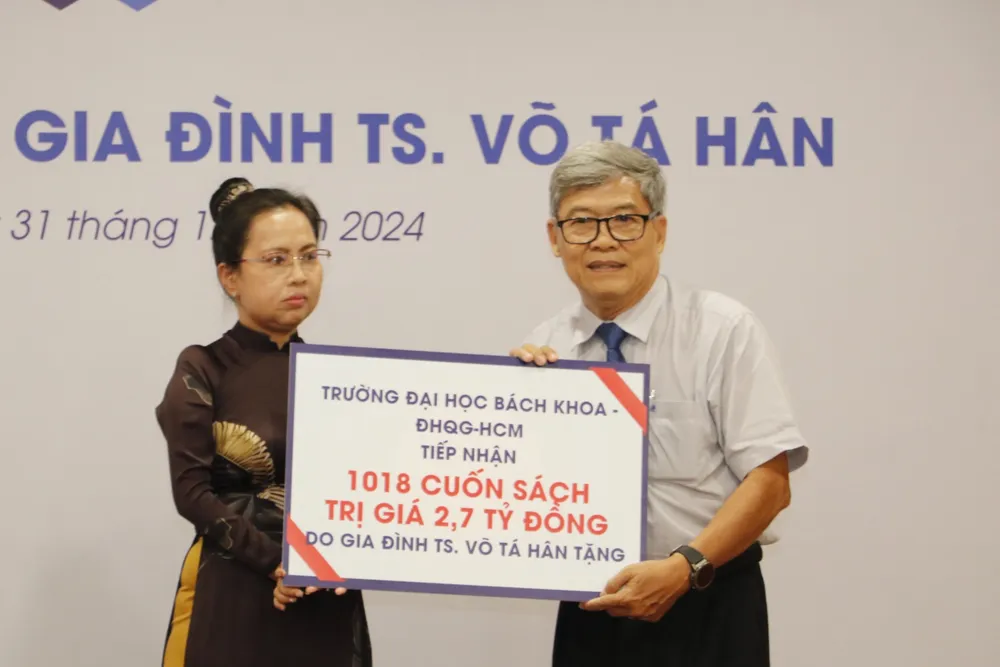 GIA ĐÌNH TS. VÕ TÁ HÂN
31 tháng 2024
TRƯỜNG ĐẠI HỌC BÁCH KHOA -
ĐHQG-HCM
TIẾP NHẬN
1018 CUỐN SÁCH
TRỊ GIÁ 2,7 TỶ ĐỒNG
DO GIA ĐÌNH TS. VÕ TÁ HÂN TẶNG